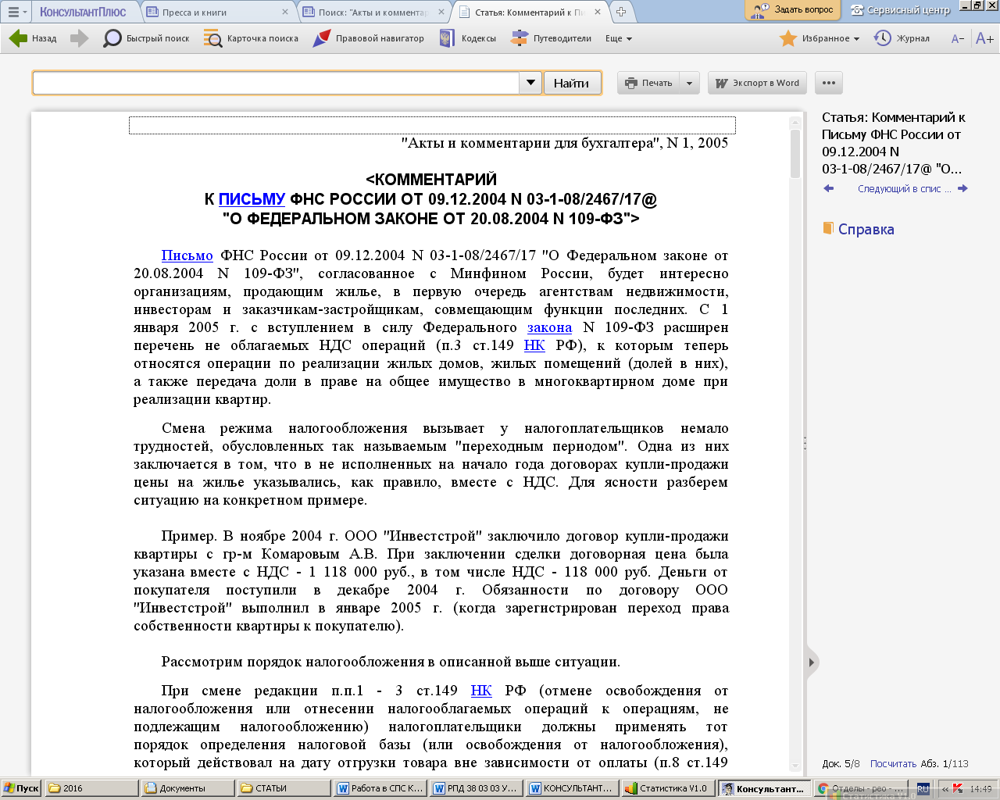 КонсультантПлюс
Пресса и книги
Поиск: "Акты и коммента
Статья: Комментарий к П
Задать вопрос
Сервисный центр
Назад
Быстрый поиск
Карточка поиска
Правовой навигатор
Кодексы
Путеводители
Еще
Избранное
Журнал
А−
А+
Найти
Печать
Экспорт в Word
"Акты и комментарии для бухгалтера", N 1, 2005
<КОММЕНТАРИЙ
К ПИСЬМУ ФНС РОССИИ ОТ 09.12.2004 N 03-1-08/2467/17@
"О ФЕДЕРАЛЬНОМ ЗАКОНЕ ОТ 20.08.2004 N 109-ФЗ">
Письмо ФНС России от 09.12.2004 N 03-1-08/2467/17 "О Федеральном законе от
20.08.2004 N 109-ФЗ", согласованное с Минфином России, будет интересно
организациям, продающим жилье, в первую очередь агентствам недвижимости,
инвесторам и заказчикам-застройщикам, совмещающим функции последних. С 1
января 2005 г. с вступлением в силу Федерального закона N 109-ФЗ расширен
перечень не облагаемых НДС операций (п.3 ст.149 НК РФ), к которым теперь
относятся операции по реализации жилых домов, жилых помещений (долей в них),
а также передача доли в праве на общее имущество в многоквартирном доме при
реализации квартир.
Смена режима налогообложения вызывает у налогоплательщиков немало
трудностей, обусловленных так называемым "переходным периодом". Одна из них
заключается в том, что в не исполненных на начало года договорах купли-продажи
цены на жилье указывались, как правило, вместе с НДС. Для ясности разберем
ситуацию на конкретном примере.
Пример. В ноябре 2004 г. ООО "Инвестстрой" заключило договор купли-продажи
квартиры с гр-м Комаровым А.В. При заключении сделки договорная цена была
указана вместе с НДС - 1 118 000 руб., в том числе НДС - 118 000 руб. Деньги от
покупателя поступили в декабре 2004 г. Обязанности по договору ООО
"Инвестстрой" выполнил в январе 2005 г. (когда зарегистрирован переход права
собственности квартиры к покупателю).
Рассмотрим порядок налогообложения в описанной выше ситуации.
При смене редакции п.п.1 - 3 ст.149 НК РФ (отмене освобождения от
налогообложения или отнесении налогооблагаемых операций к операциям, не
подлежащим налогообложению) налогоплательщики должны применять тот
порядок определения налоговой базы (или освобождения от налогообложения),
который действовал на дату отгрузки товара вне зависимости от оплаты (п.8 ст.149
Статья: Комментарий к
Письму ФНС России от
09.12.2004 N
03-1-08/2467/17@ "О...
Следующий в спис ...
Справка
Док. 5/8 Посчитать Абз. 1/113
Пуск
2016
Документы
СТАТЬИ
Работа в СПС К...
РПД 38 03 03 У...
КОНСУЛЬТАНТ...
Статистика V1.0
Консультант...
Отделы - рео - ...
RU
14:49
Статистика V1.0